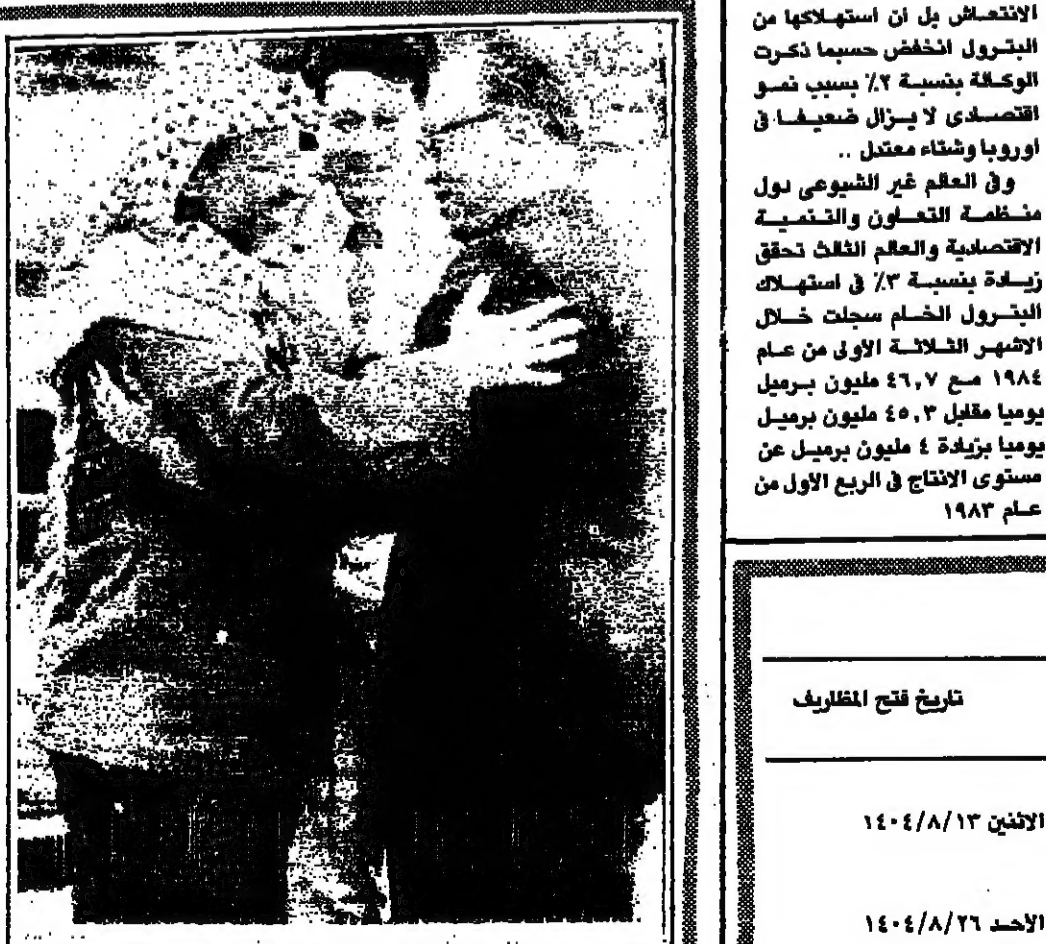 الانتعاش بل ان استهلاكها من
البترول انخفض حسبما ذكرت
الوكالة بنسبة ٢٪ بسبب نمو
اقتصادى لا يزال ضعيفا فى
اوروبا وشتاء معتدل ..
وفى العالم غير الشيوعى دول
منظمة التعاون والتنمية
الاقتصادية والعالم الثالث تحقق
زيادة بنسبة ٣٪ فى استهلاك
البترول الخام سجلت خلال
الاشهر الثلاثة الاولى من عام
١٩٨٤ مع ٤٦,٧ مليون برميل
يوميا مقابل ٤٥,٣ مليون برميل
يوميا بزيادة ٤ مليون برميل عن
مستوى الانتاج فى الربع الاول من
عام ١٩٨٣
تاريخ فتح المظاريف
الاثنين ١٤٠٤/٨/١٣
الاحد ١٤٠٤/٨/٢٦